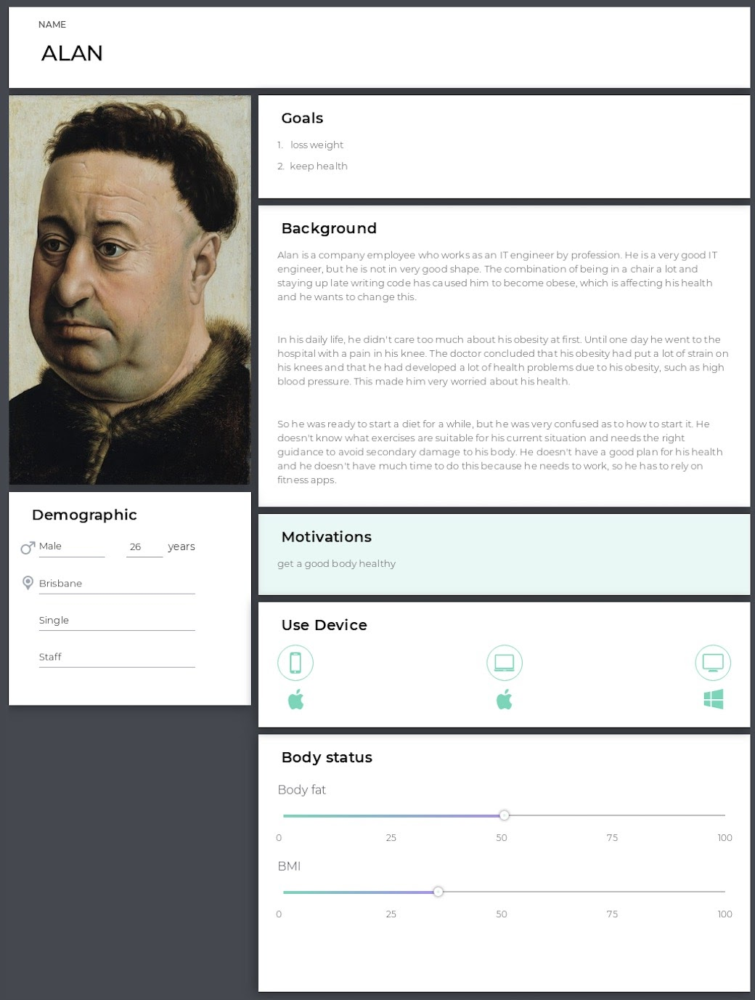 NAME
ALAN
Goals
1. loss weight
2. keep health
Background
Alan is a company employee who works as an IT engineer by profession. He is a very good IT
engineer, but he is not in very good shape. The combination of being in a chair a lot and
staying up late writing code has caused him to become obese, which is affecting his health
and he wants to change this.
In his daily life, he didn't care too much about his obesity at first. Until one day he went to the
hospital with a pain in his knee. The doctor concluded that his obesity had put a lot of strain on
his knees and that he had developed a lot of health problems due to his obesity, such as high
blood pressure. This made him very worried about his health.
So he was ready to start a diet for a while, but he was very confused as to how to start it. He
doesn't know what exercises are suitable for his current situation and needs the right
guidance to avoid secondary damage to his body. He doesn't have a good plan for his health
and he doesn't have much time to do this because he needs to work, so he has to rely on
fitness apps.
Demographic
Male 26 years
Brisbane
Single
Staff
Motivations
get a good body healthy
Use Device
Body status
Body fat
0 25 50 75 100
BMI
0 25 50 75 100